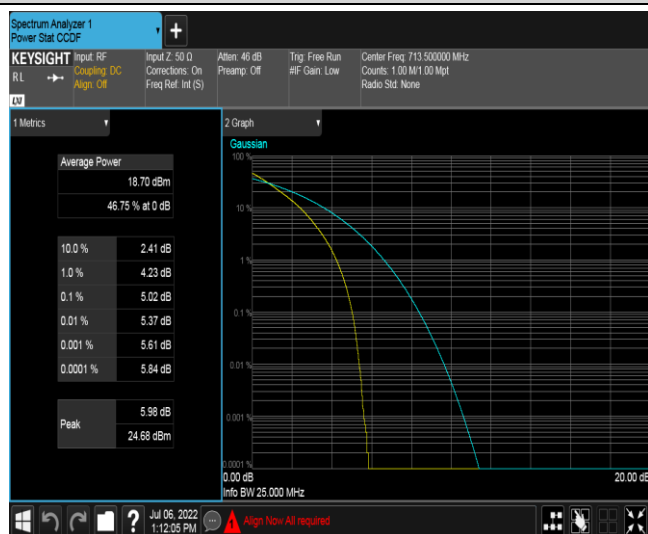 Spectrum Analyzer 1
Power Stat CCDF
KEYSIGHT
RL
LXI
Input: RF
Coupling: DC
Align: Off
Input Z: 50 Ω
Corrections: On
Freq Ref: Int (S)
Atten: 46 dB
Preamp: Off
Trig: Free Run
#IF Gain: Low
Center Freq: 713.500000 MHz
Counts: 1.00 M/1.00 Mpt
Radio Std: None
1 Metrics
Average Power
18.70 dBm
46.75 % at 0 dB
10.0 % 2.41 dB
1.0 % 4.23 dB
0.1 % 5.02 dB
0.01 % 5.37 dB
0.001 % 5.61 dB
0.0001 % 5.84 dB
Peak
5.98 dB
24.68 dBm
2 Graph
Gaussian
100 %
10 %
1 %
0.1 %
0.01 %
0.001 %
0.0001 %
0.00 dB
20.00 dB
Info BW 25.000 MHz
?
Jul 06, 2022
1:12:05 PM
Align Now All required